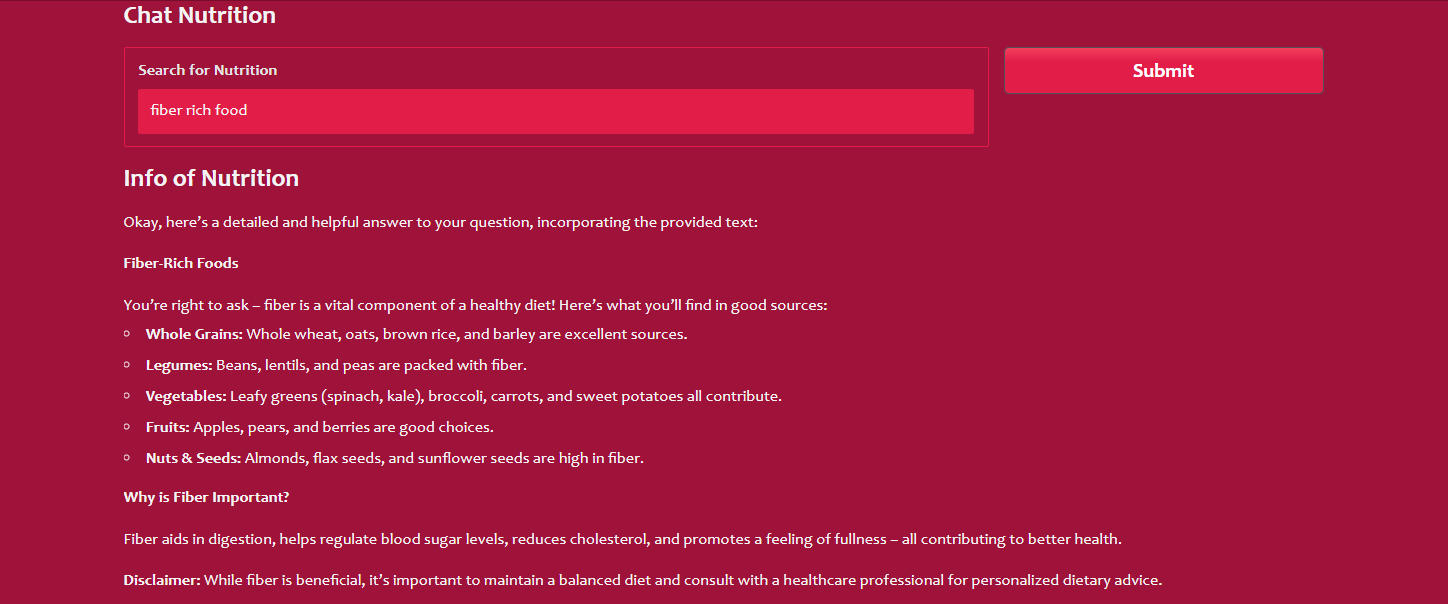 Chat Nutrition
Search for Nutrition
Submit
fiber rich food
Info of Nutrition
Okay, here’s a detailed and helpful answer to your question, incorporating the provided text:
Fiber-Rich Foods
You’re right to ask – fiber is a vital component of a healthy diet! Here’s what you’ll find in good sources:
Whole Grains: Whole wheat, oats, brown rice, and barley are excellent sources.
Legumes: Beans, lentils, and peas are packed with fiber.
Vegetables: Leafy greens (spinach, kale), broccoli, carrots, and sweet potatoes all contribute.
Fruits: Apples, pears, and berries are good choices.
Nuts & Seeds: Almonds, flax seeds, and sunflower seeds are high in fiber.
Why is Fiber Important?
Fiber aids in digestion, helps regulate blood sugar levels, reduces cholesterol, and promotes a feeling of fullness – all contributing to better health.
Disclaimer: While fiber is beneficial, it’s important to maintain a balanced diet and consult with a healthcare professional for personalized dietary advice.